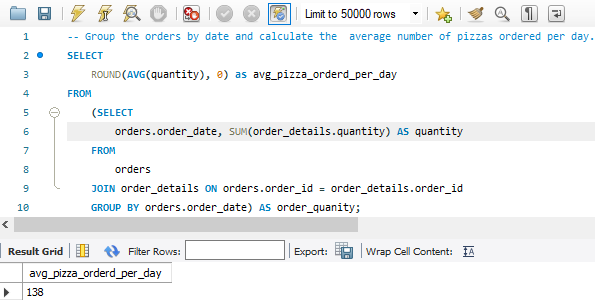 Limit to 50000 rows
1 -- Group the orders by date and calculate the  average number of pizzas ordered per day.
2 SELECT
3 ROUND(AVG(quantity), 0) as avg_pizza_orderd_per_day
4 FROM
5 (SELECT
6 orders.order_date, SUM(order_details.quantity) AS quantity
7 FROM
8 orders
9 JOIN order_details ON orders.order_id = order_details.order_id
10 GROUP BY orders.order_date) AS order_quanity;
Result Grid Filter Rows: Export: Wrap Cell Content: IA
avg_pizza_orderd_per_day
138